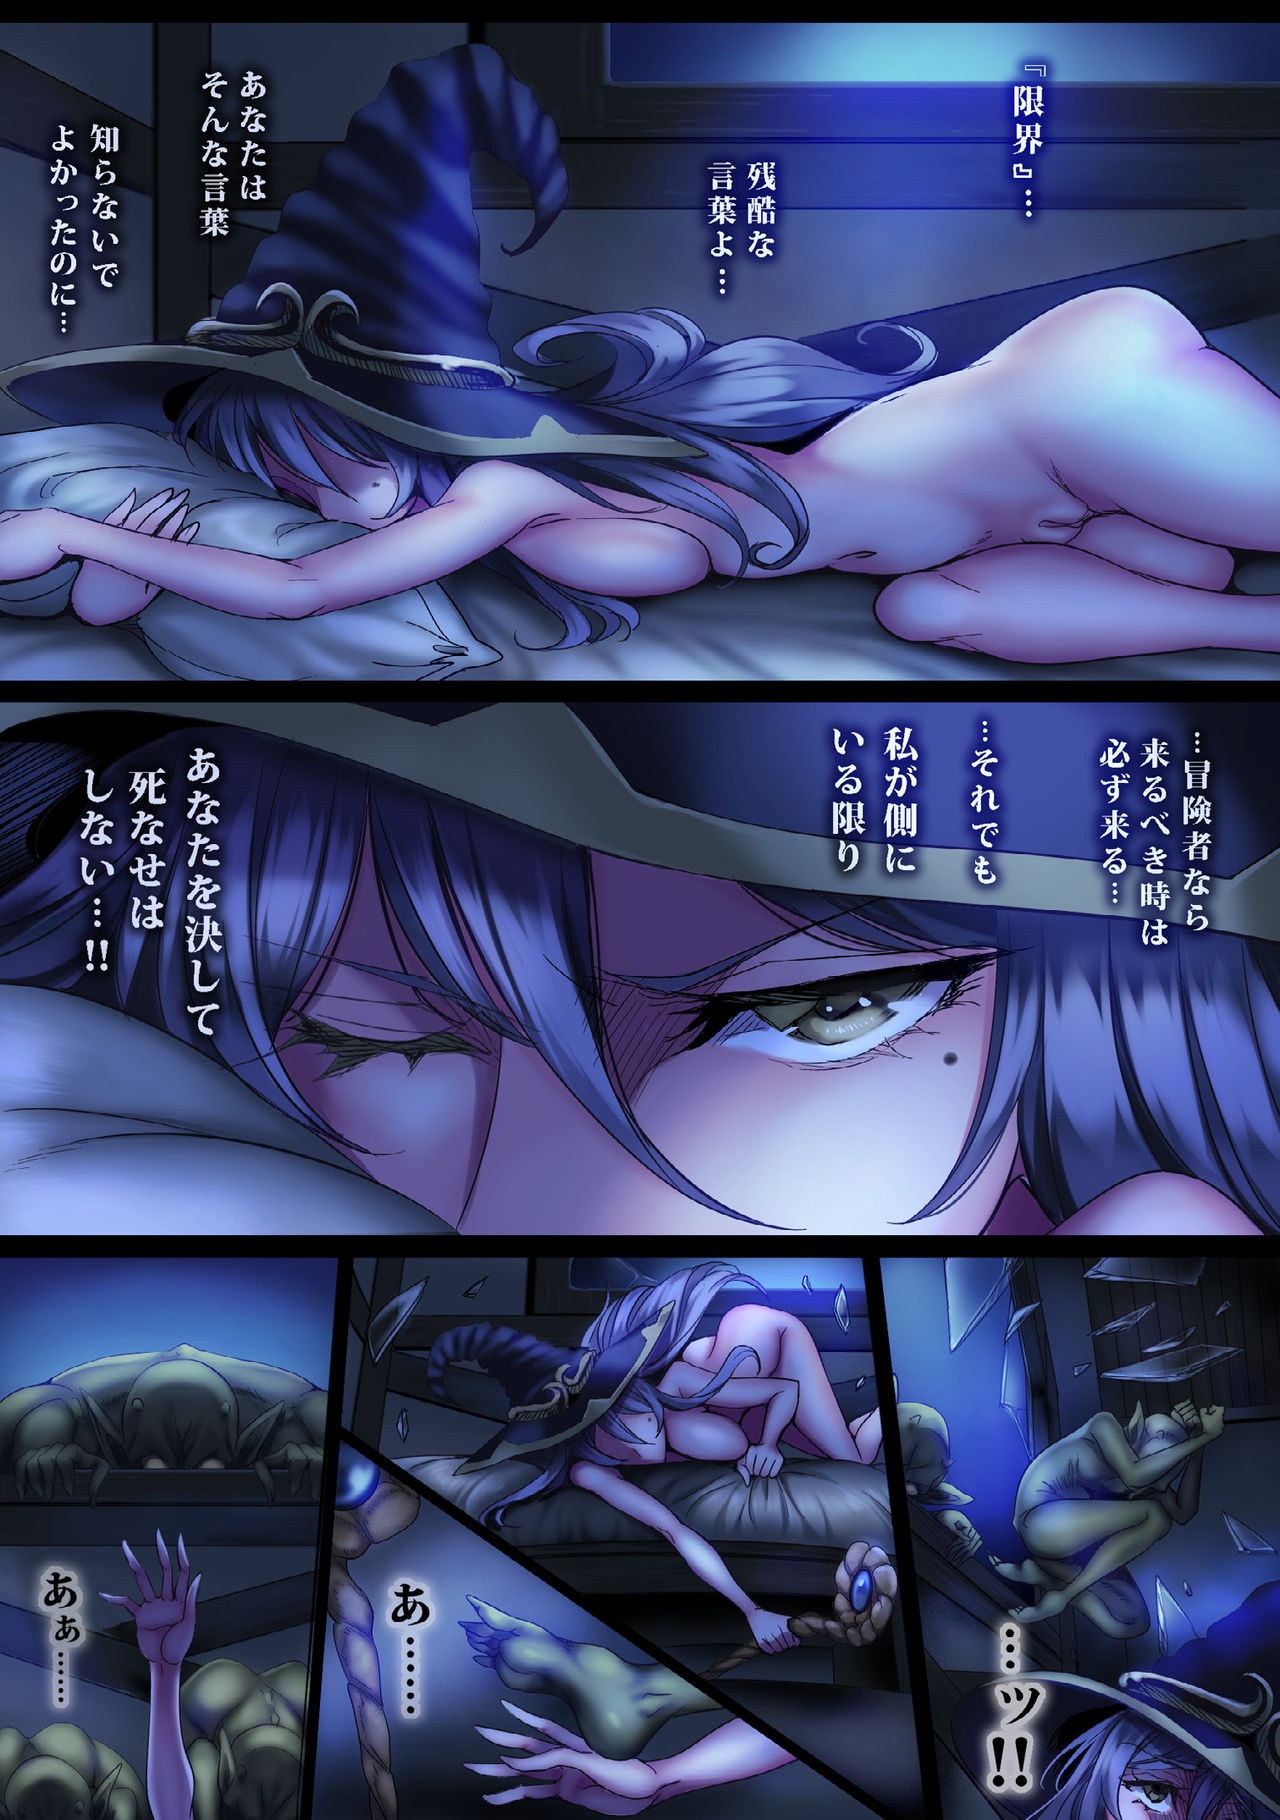 『限界』…
残酷な
言葉よ…
あなたは
そんな言葉
知らないで
よかったのに…
…冒険者なら
来るべき時は
必ず来る…
…それでも
私が側に
いる限り
あなたを決して
死なせは
しない…!!
…ッ!!
あ……
あぁ……